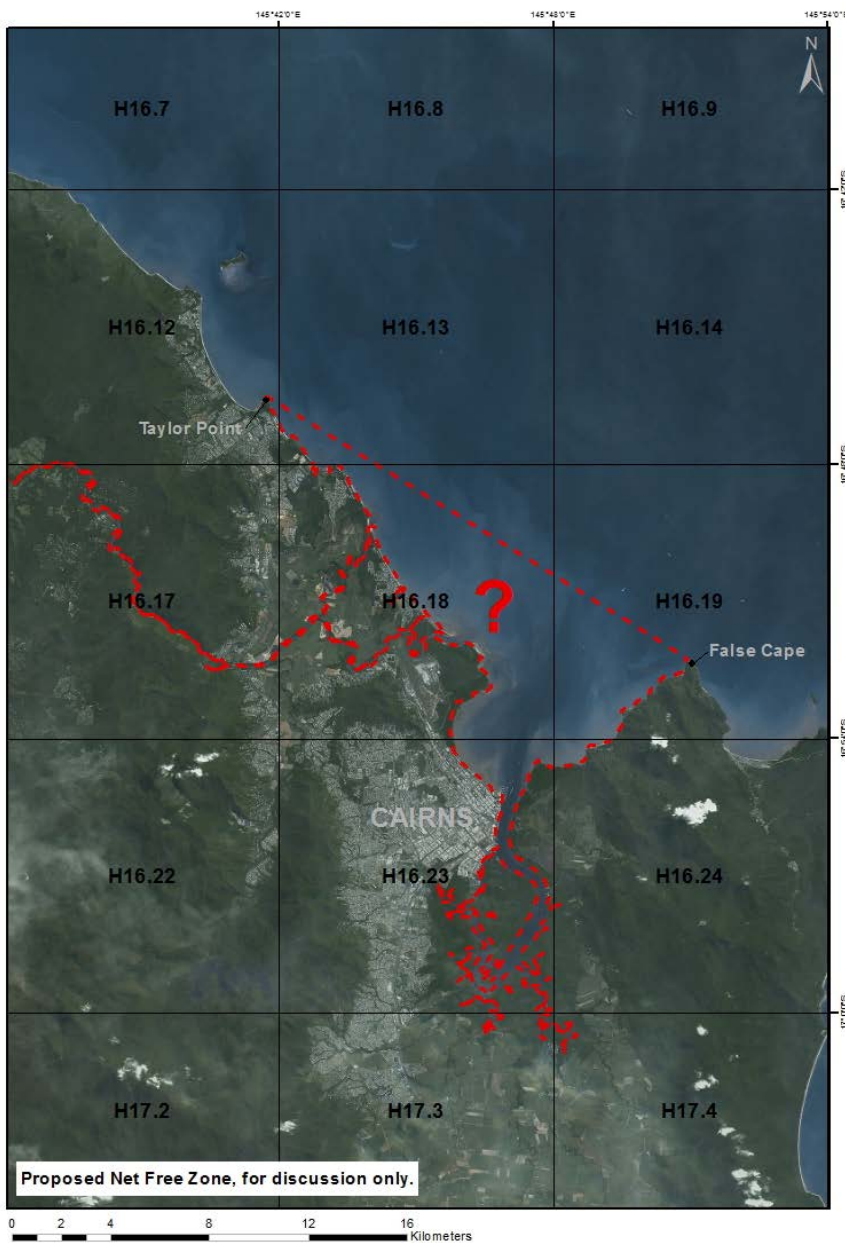 145°42'0"E 145°48'0"E 145°54'0"E
N
H16.7 H16.8 H16.9
H16.12 H16.13 H16.14
Taylor Point
H16.17 H16.18 H16.19
?
False Cape
CAIRNS
H16.22 H16.23 H16.24
H17.2 H17.3 H17.4
Proposed Net Free Zone, for discussion only.
0 2 4 8 12 16
Kilometers